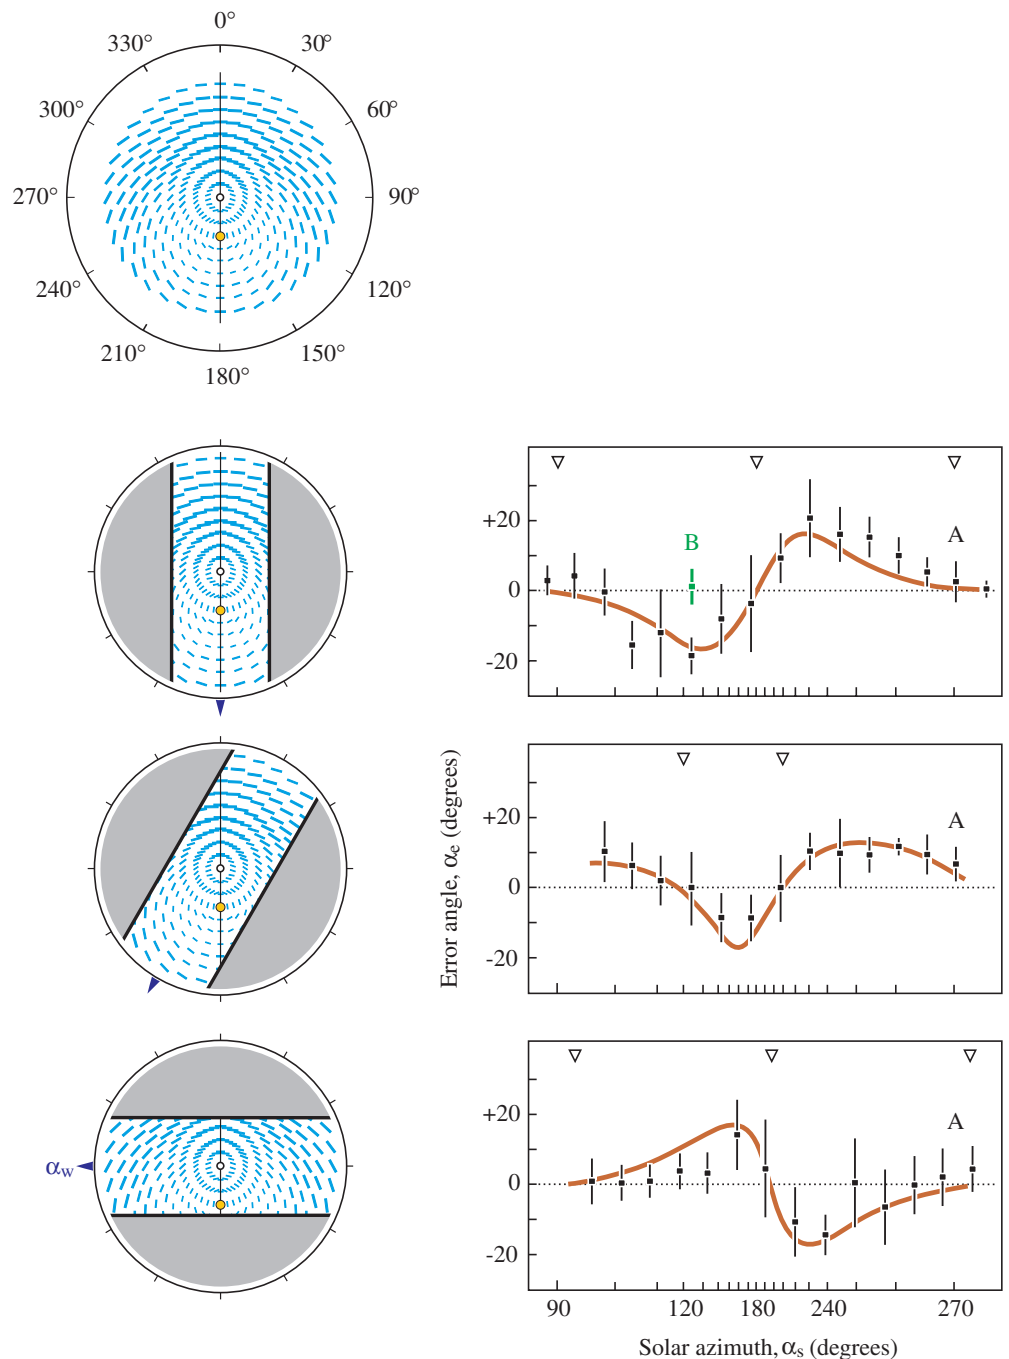 0°
330° 30°
300° 60°
270° 90°
240° 120°
210° 150°
180°
+20
0
-20
B
A
+20
0
-20
A
Error angle, αe (degrees)
αw
+20
0
-20
A
90 120 180 240 270
Solar azimuth, αs (degrees)